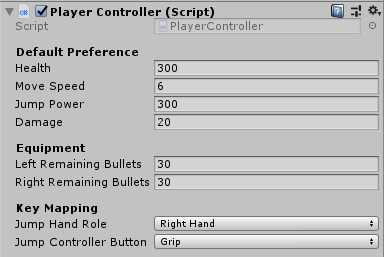 Player Controller (Script)
Script PlayerController
Default Preference
Health 300
Move Speed 6
Jump Power 300
Damage 20
Equipment
Left Remaining Bullets 30
Right Remaining Bullets 30
Key Mapping
Jump Hand Role Right Hand
Jump Controller Button Grip